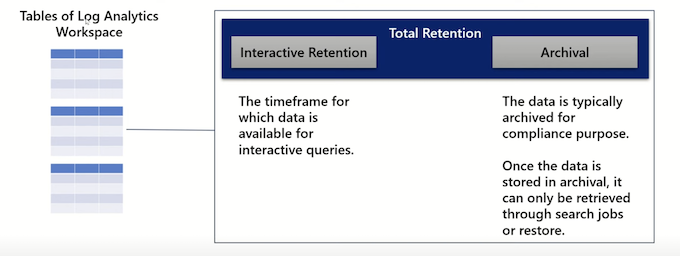 Tables of Log Analytics
Workspace
Total Retention
Interactive Retention
Archival
The timeframe for
which data is
available for
interactive queries.
The data is typically
archived for
compliance purpose.
Once the data is
stored in archival, it
can only be retrieved
through search jobs
or restore.